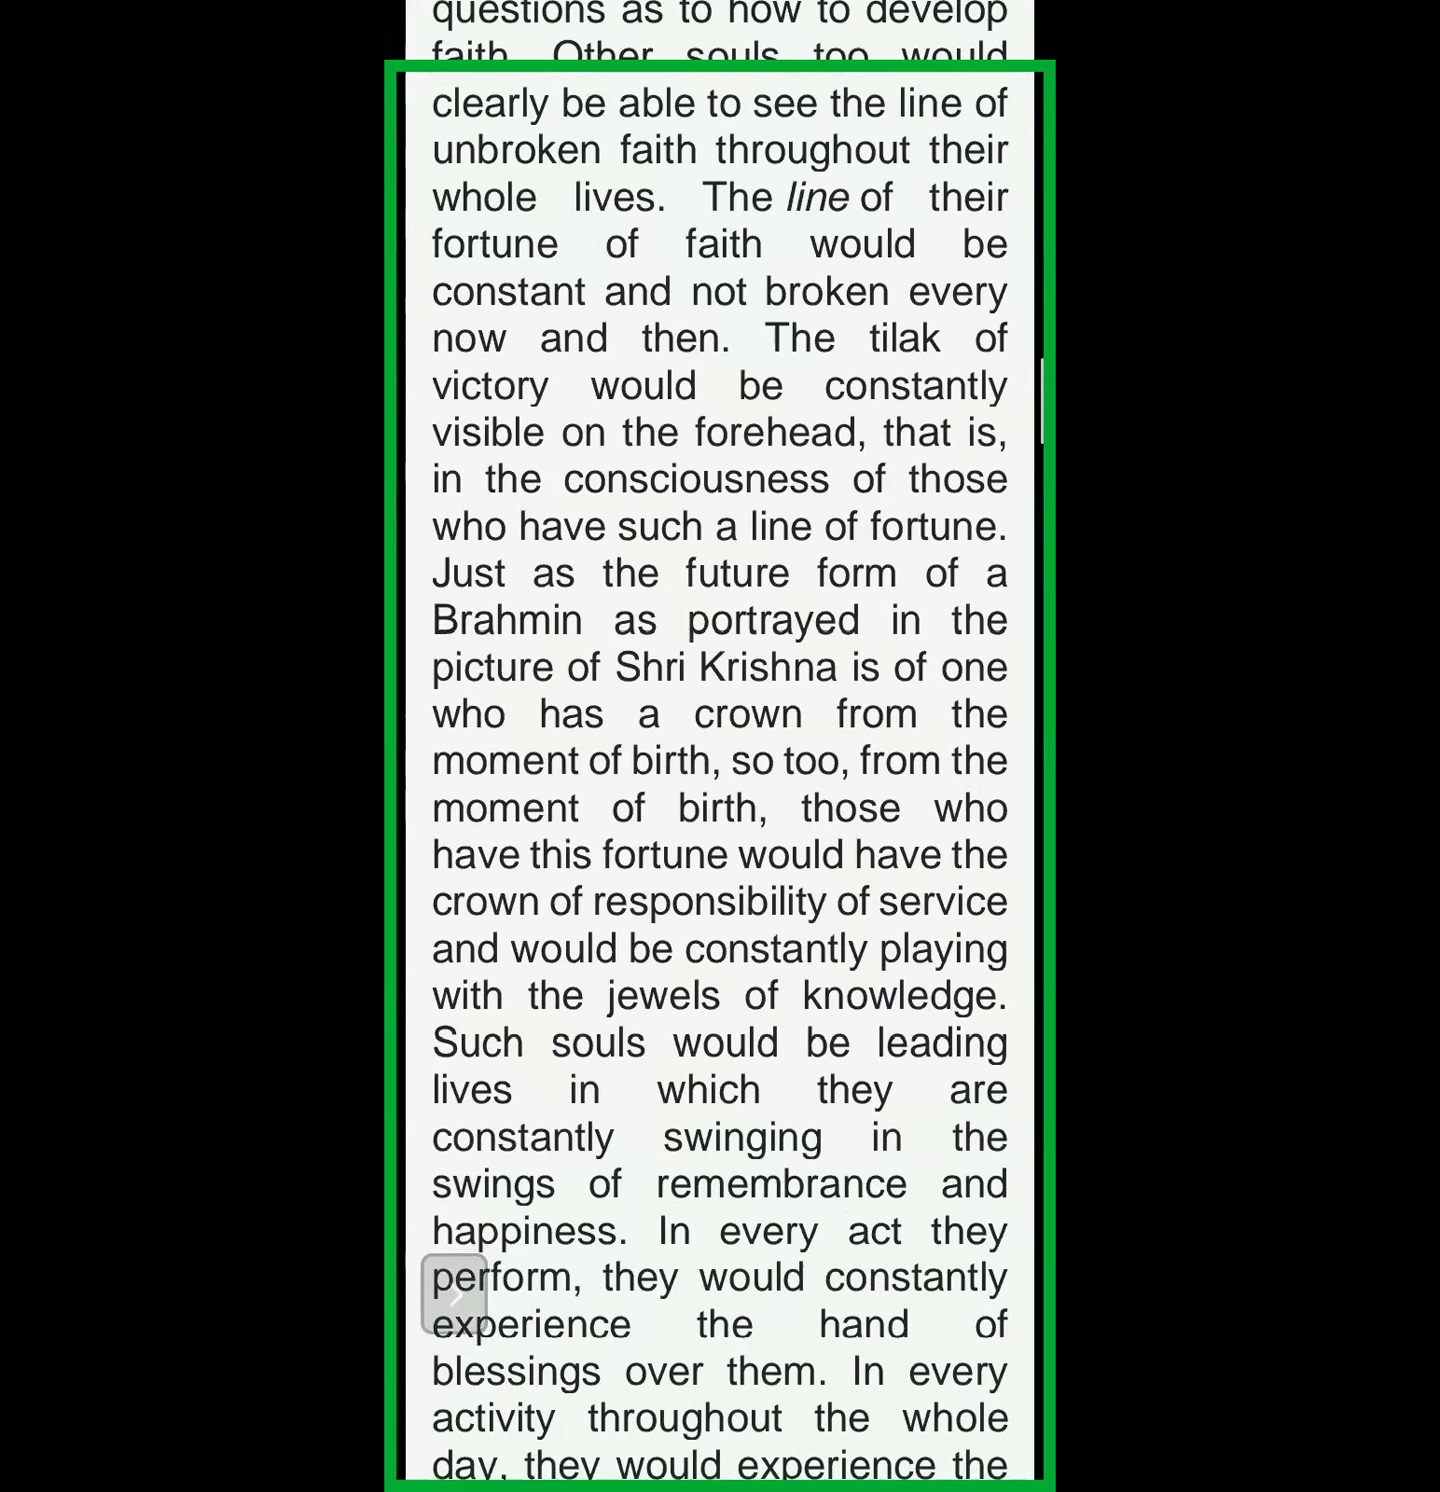 questions as to how to develop
faith. Other souls too would
clearly be able to see the line of
unbroken faith throughout their
whole lives. The line of their
fortune of faith would be
constant and not broken every
now and then. The tilak of
victory would be constantly
visible on the forehead, that is,
in the consciousness of those
who have such a line of fortune.
Just as the future form of a
Brahmin as portrayed in the
picture of Shri Krishna is of one
who has a crown from the
moment of birth, so too, from the
moment of birth, those who
have this fortune would have the
crown of responsibility of service
and would be constantly playing
with the jewels of knowledge.
Such souls would be leading
lives in which they are
constantly swinging in the
swings of remembrance and
happiness. In every act they
perform, they would constantly
experience the hand of
blessings over them. In every
activity throughout the whole
day, they would experience the